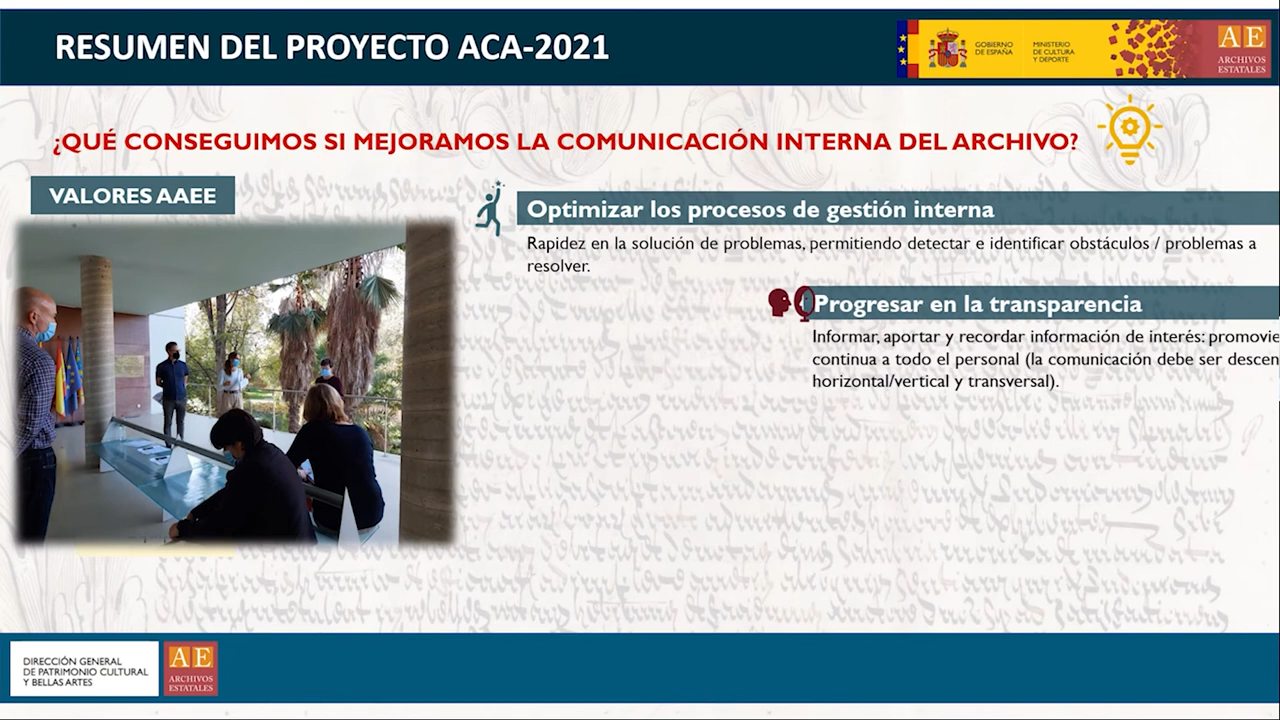 RESUMEN DEL PROYECTO ACA-2021
GOBIERNO
DE ESPAÑA
MINISTERIO
DE CULTURA
Y DEPORTE
AE
ARCHIVOS
ESTATALES
¿QUÉ CONSEGUIMOS SI MEJORAMOS LA COMUNICACIÓN INTERNA DEL ARCHIVO?
VALORES AAEE
Optimizar los procesos de gestión interna
Rapidez en la solución de problemas, permitiendo detectar e identificar obstáculos / problemas a
resolver.
Progresar en la transparencia
Informar, aportar y recordar información de interés: promovie
continua a todo el personal (la comunicación debe ser descen
horizontal/vertical y transversal).
DIRECCIÓN GENERAL
DE PATRIMONIO CULTURAL
Y BELLAS ARTES
AE
ARCHIVOS
ESTATALES